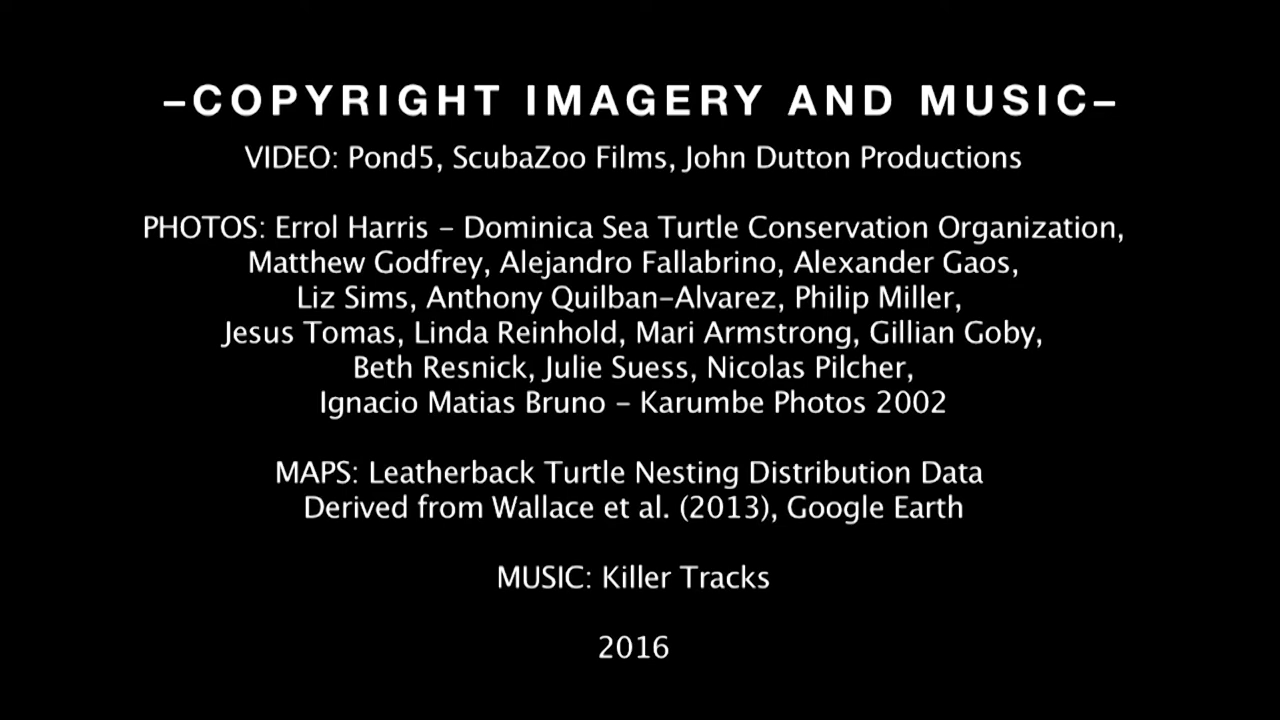 –COPYRIGHT IMAGERY AND MUSIC–
VIDEO: Pond5, ScubaZoo Films, John Dutton Productions
PHOTOS: Errol Harris – Dominica Sea Turtle Conservation Organization,
Matthew Godfrey, Alejandro Fallabrino, Alexander Gaos,
Liz Sims, Anthony Quilban–Alvarez, Philip Miller,
Jesus Tomas, Linda Reinhold, Mari Armstrong, Gillian Goby,
Beth Resnick, Julie Suess, Nicolas Pilcher,
Ignacio Matias Bruno – Karumbe Photos 2002
MAPS: Leatherback Turtle Nesting Distribution Data
Derived from Wallace et al. (2013), Google Earth
MUSIC: Killer Tracks
2016